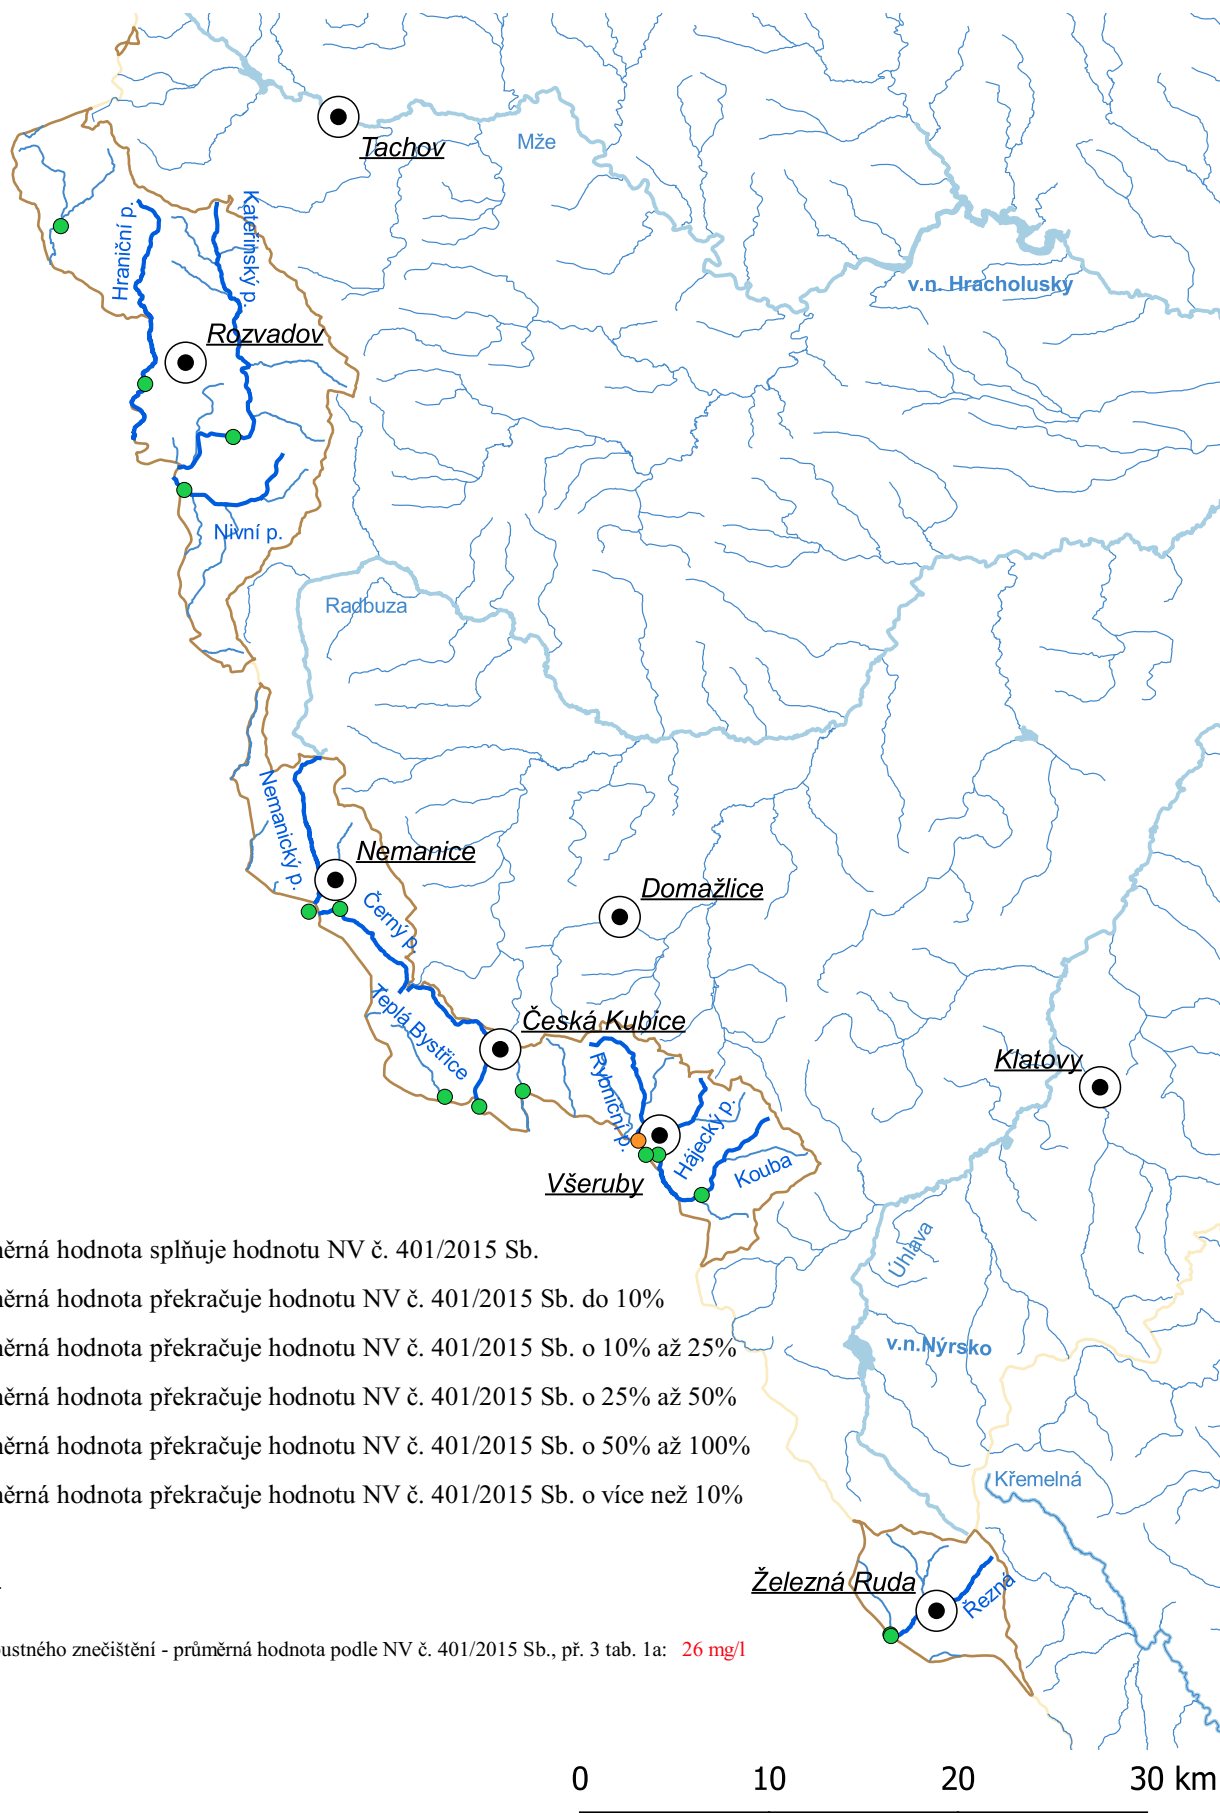 Tachov
Mže
Hraniční p.
Kateřinský p.
v.n. Hracholusky
Rozvadov
Nivní p.
Radbuza
Nemanický p.
Nemanice
Domažlice
Černý p.
Teplá Bystřice
Česká Kubice
Rybniční p.
Klatovy
Hájecký p.
Kouba
Všeruby
Úhlava
ěrná hodnota splňuje hodnotu NV č. 401/2015 Sb.
ěrná hodnota překračuje hodnotu NV č. 401/2015 Sb. do 10%
ěrná hodnota překračuje hodnotu NV č. 401/2015 Sb. o 10% až 25%
v.n.Nýrsko
ěrná hodnota překračuje hodnotu NV č. 401/2015 Sb. o 25% až 50%
ěrná hodnota překračuje hodnotu NV č. 401/2015 Sb. o 50% až 100%
ěrná hodnota překračuje hodnotu NV č. 401/2015 Sb. o více než 10%
Křemelná
Železná Ruda
Řezná
oustného znečištění - průměrná hodnota podle NV č. 401/2015 Sb., př. 3 tab. 1a: 26 mg/l
0 10 20 30 km